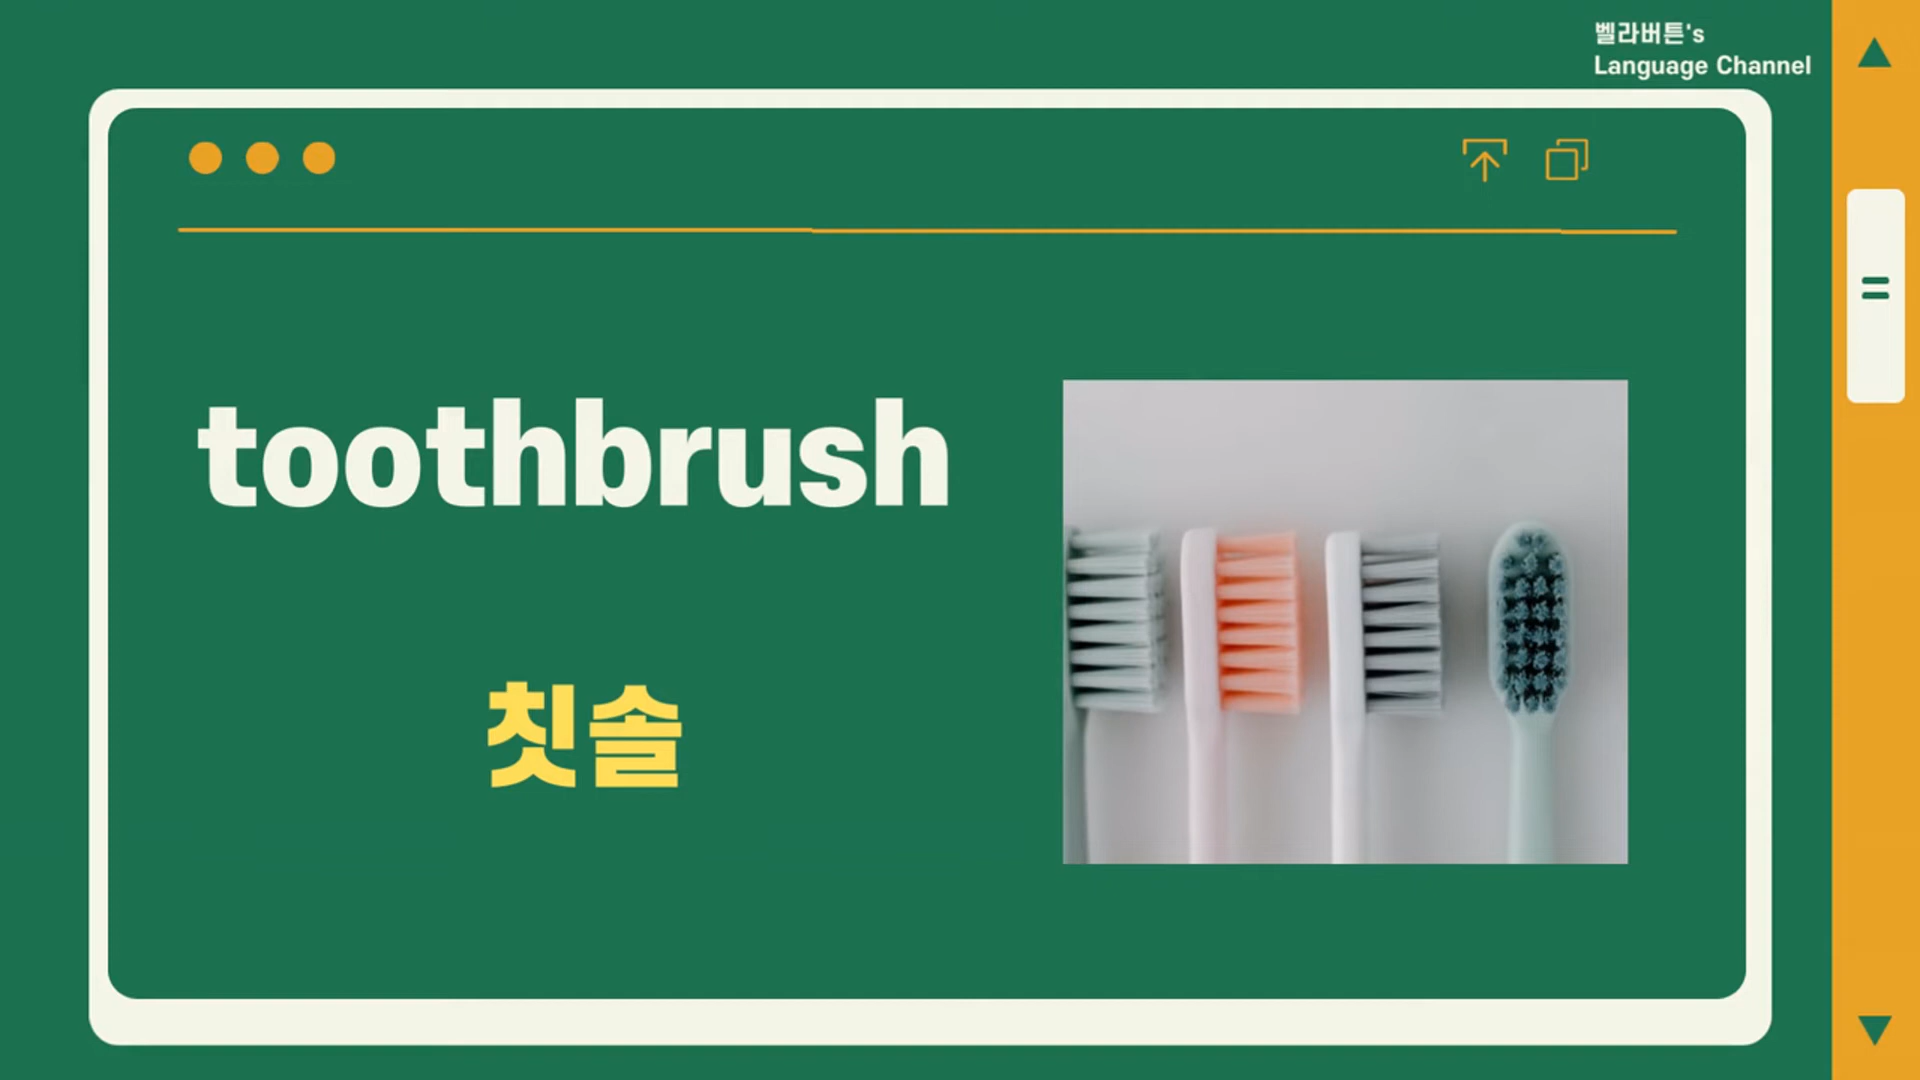 벨라버튼's
Language Channel
toothbrush
칫솔